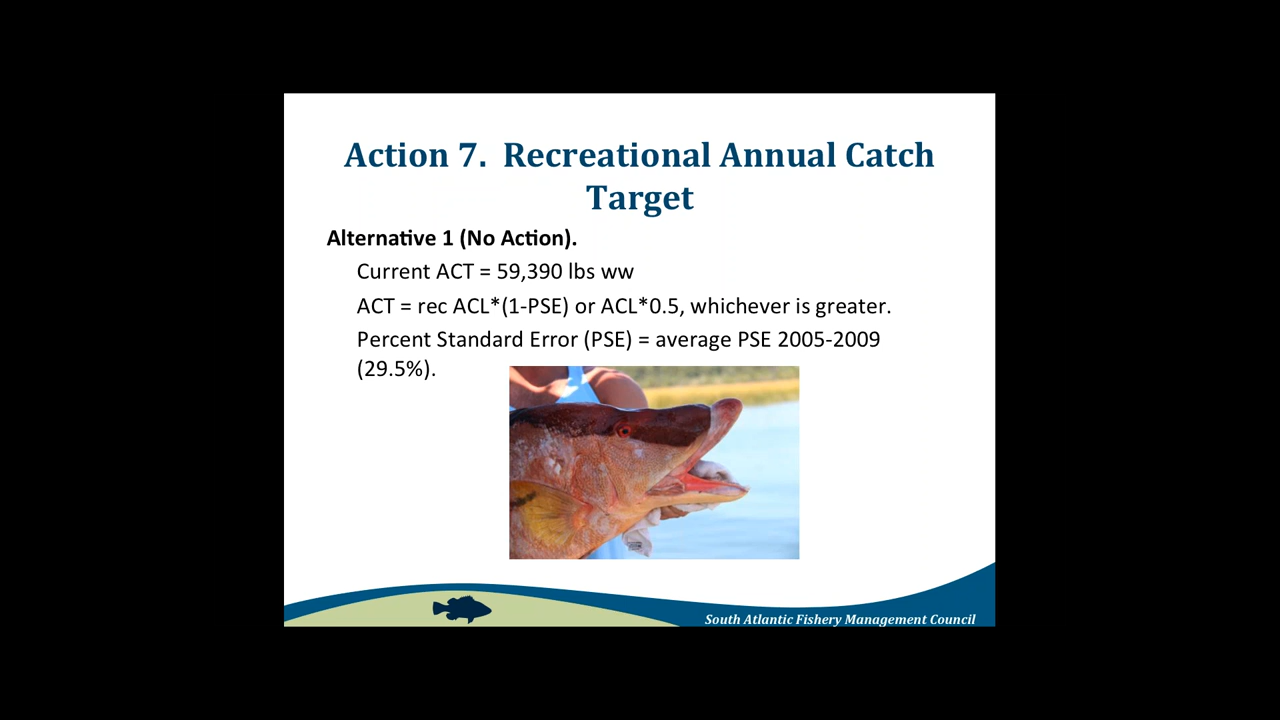 Action 7.  Recreational Annual Catch
Target
Alternative 1 (No Action).
Current ACT = 59,390 lbs ww
ACT = rec ACL*(1-PSE) or ACL*0.5, whichever is greater.
Percent Standard Error (PSE) = average PSE 2005-2009
(29.5%).
South Atlantic Fishery Management Council